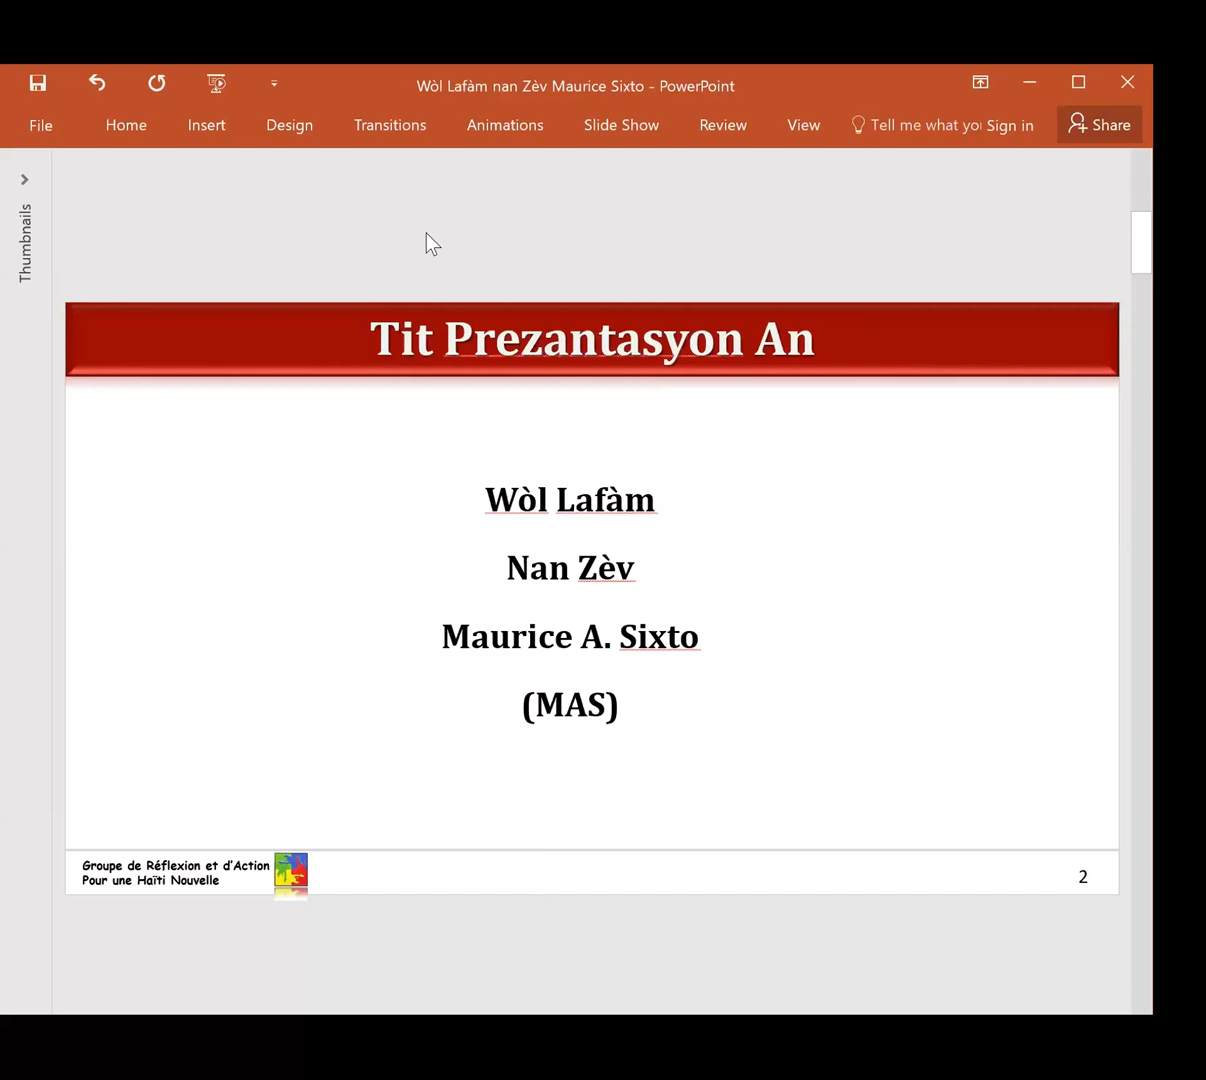 Wòl Lafàm nan Zèv Maurice Sixto - PowerPoint
File Home Insert Design Transitions Animations Slide Show Review View Tell me what yo Sign in Share
Thumbnails
Tit Prezantasyon An
Wòl Lafàm
Nan Zèv
Maurice A. Sixto
(MAS)
Groupe de Réflexion et d'Action
Pour une Haïti Nouvelle
2